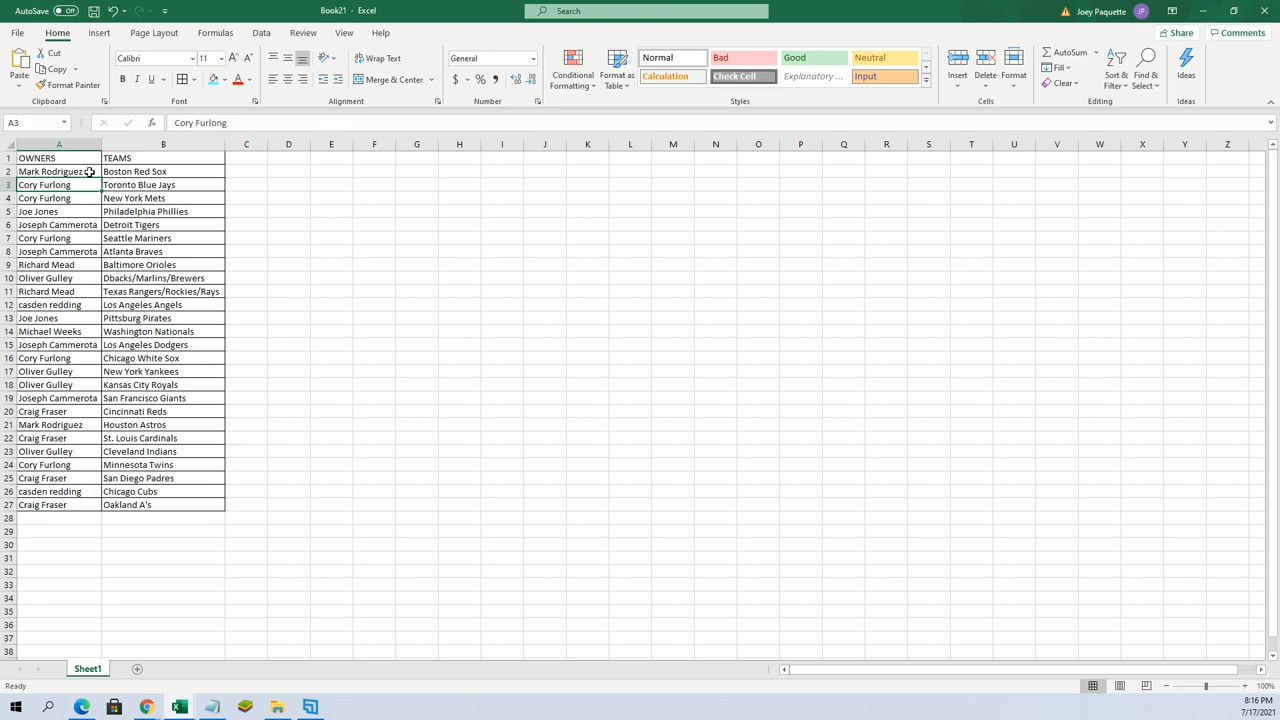 AutoSave Off Book21 - Excel Search Joey Paquette JP
File Home Insert Page Layout Formulas Data Review View Help Share Comments
Paste Cut Copy Format Painter Clipboard
Calibri 11 B I U A A A Font
Wrap Text Merge & Center Alignment
General $ % Number
Conditional Formatting Format as Table
Normal Bad Good Neutral
Calculation Check Cell Explanatory ... Input
Styles
Insert Delete Format Cells
AutoSum Fill Clear Sort & Filter Find & Select Editing
Ideas Ideas
A3 fx Cory Furlong
A B C D E F G H I J K L M N O P Q R S T U V W X Y Z
1 OWNERS TEAMS
2 Mark Rodriguez Boston Red Sox
3 Cory Furlong Toronto Blue Jays
4 Cory Furlong New York Mets
5 Joe Jones Philadelphia Phillies
6 Joseph Cammerota Detroit Tigers
7 Cory Furlong Seattle Mariners
8 Joseph Cammerota Atlanta Braves
9 Richard Mead Baltimore Orioles
10 Oliver Gulley Dbacks/Marlins/Brewers
11 Richard Mead Texas Rangers/Rockies/Rays
12 casden redding Los Angeles Angels
13 Joe Jones Pittsburg Pirates
14 Michael Weeks Washington Nationals
15 Joseph Cammerota Los Angeles Dodgers
16 Cory Furlong Chicago White Sox
17 Oliver Gulley New York Yankees
18 Oliver Gulley Kansas City Royals
19 Joseph Cammerota San Francisco Giants
20 Craig Fraser Cincinnati Reds
21 Mark Rodriguez Houston Astros
22 Craig Fraser St. Louis Cardinals
23 Oliver Gulley Cleveland Indians
24 Cory Furlong Minnesota Twins
25 Craig Fraser San Diego Padres
26 casden redding Chicago Cubs
27 Craig Fraser Oakland A's
28
29
30
31
32
33
34
35
36
37
38
Sheet1
Ready 100%
8:16 PM
7/17/2021